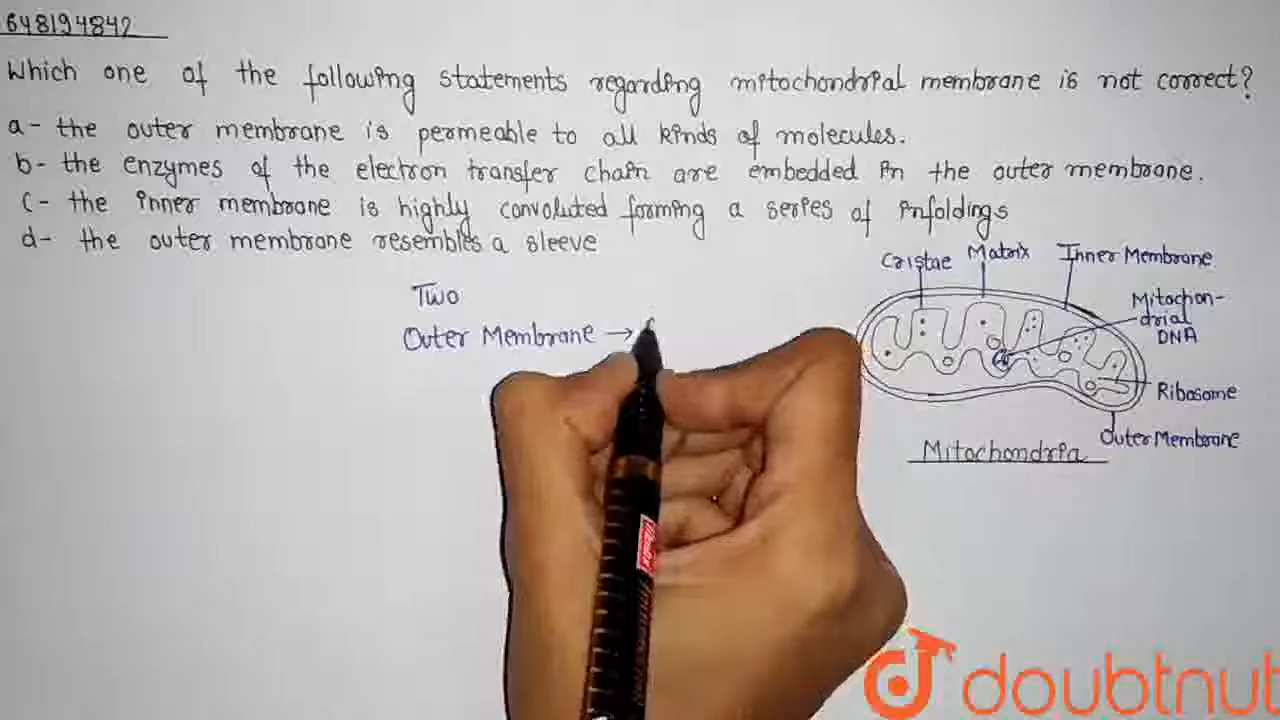 648194842
Which one of the following statements regarding mitochondrial membrane is not correct?
a- the outer membrane is permeable to all kinds of molecules.
b- the enzymes of the electron transfer chain are embedded in the outer membrane.
c- the inner membrane is highly convoluted forming a series of infoldings
d- the outer membrane resembles a sleeve
Two
Outer Membrane →
Cristae
Matrix
Inner Membrane
Mitochon-
drial
DNA
Ribosome
Outer Membrane
Mitochondria
doubtnut